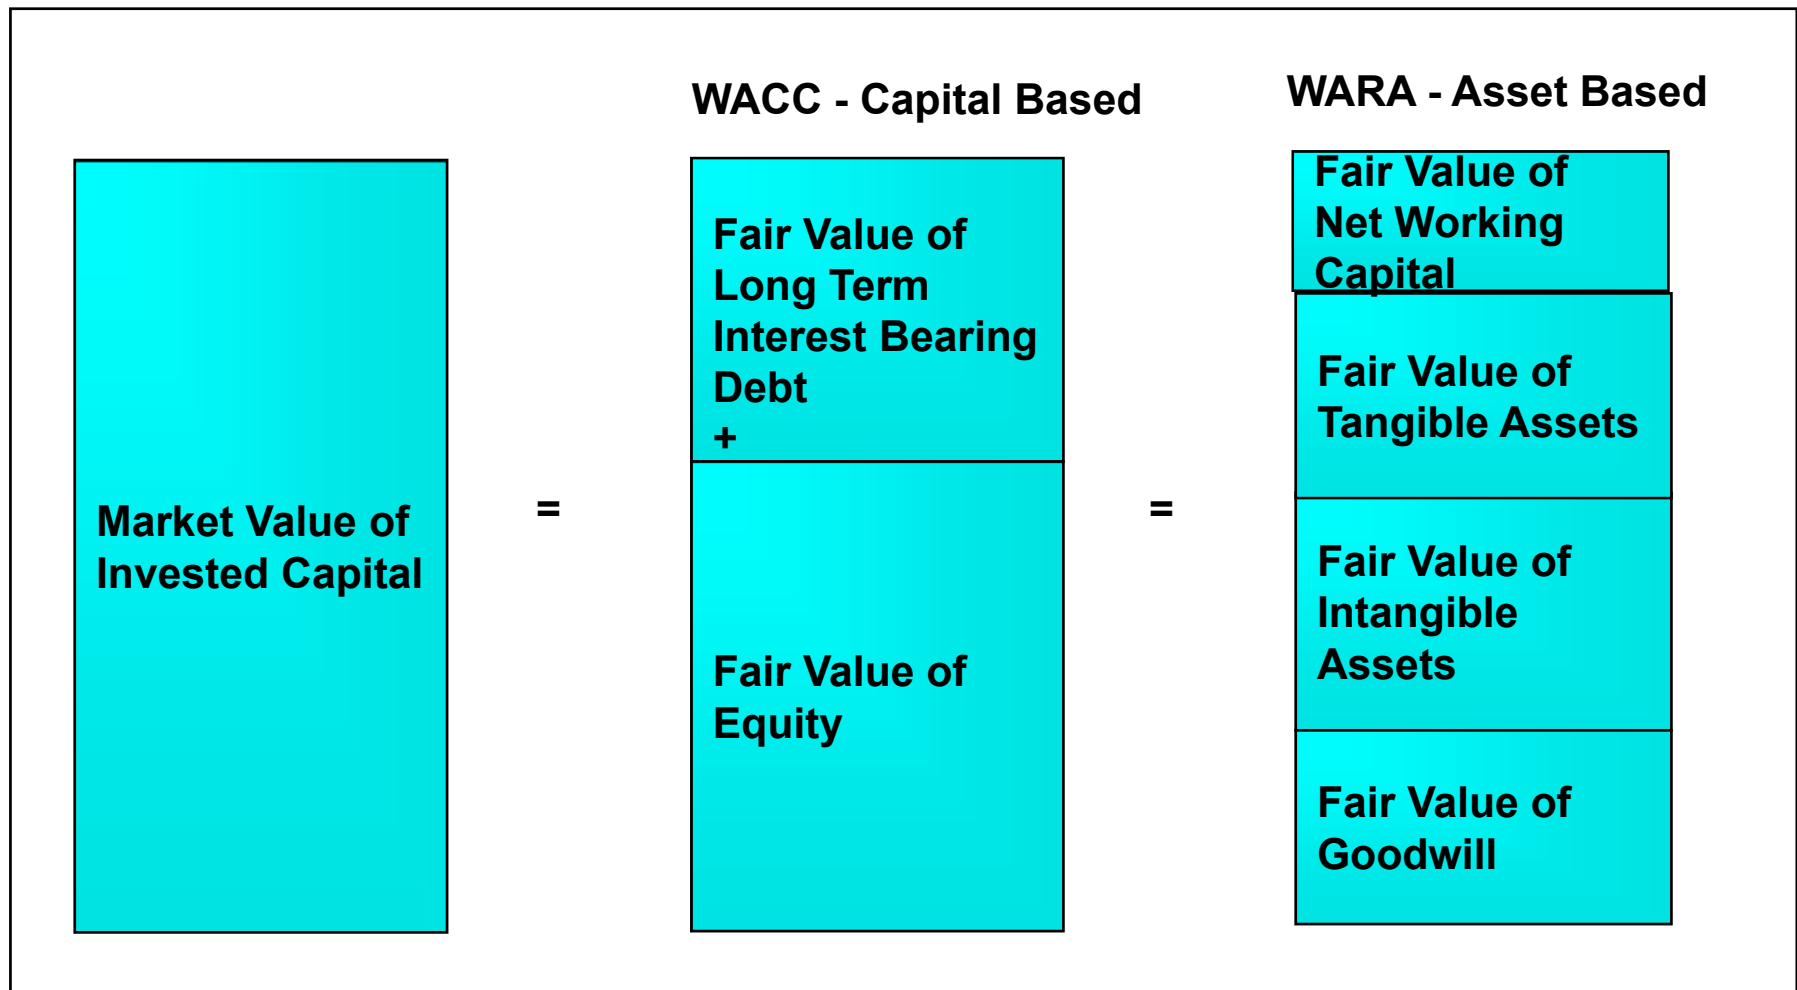 WACC - Capital Based
WARA - Asset Based
Market Value of
Invested Capital
=
Fair Value of
Long Term
Interest Bearing
Debt
+
Fair Value of
Equity
=
Fair Value of
Net Working
Capital
Fair Value of
Tangible Assets
Fair Value of
Intangible
Assets
Fair Value of
Goodwill